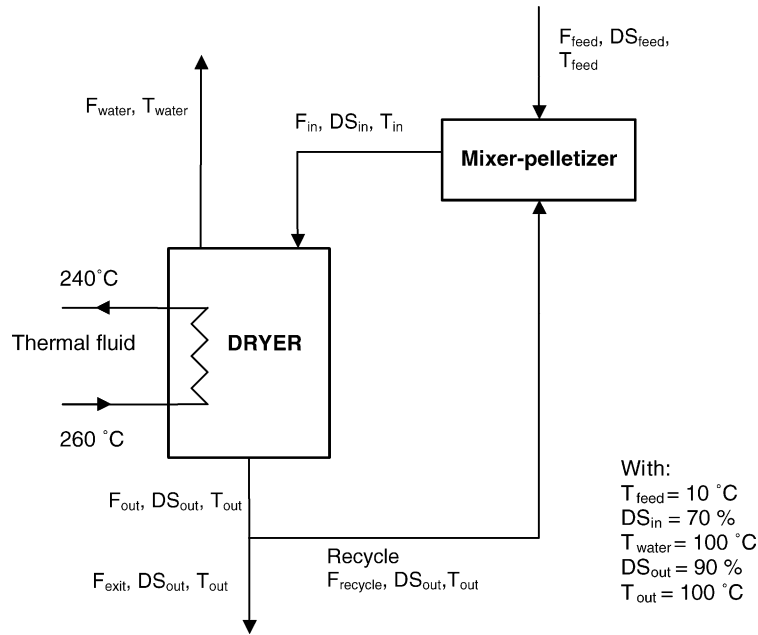 F_feed, DS_feed,
T_feed
F_water, T_water
F_in, DS_in, T_in
Mixer-pelletizer
240°C
Thermal fluid
DRYER
260 °C
F_out, DS_out, T_out
Recycle
F_recycle, DS_out,T_out
F_exit, DS_out, T_out
With:
T_feed = 10 °C
DS_in = 70 %
T_water = 100 °C
DS_out = 90 %
T_out = 100 °C